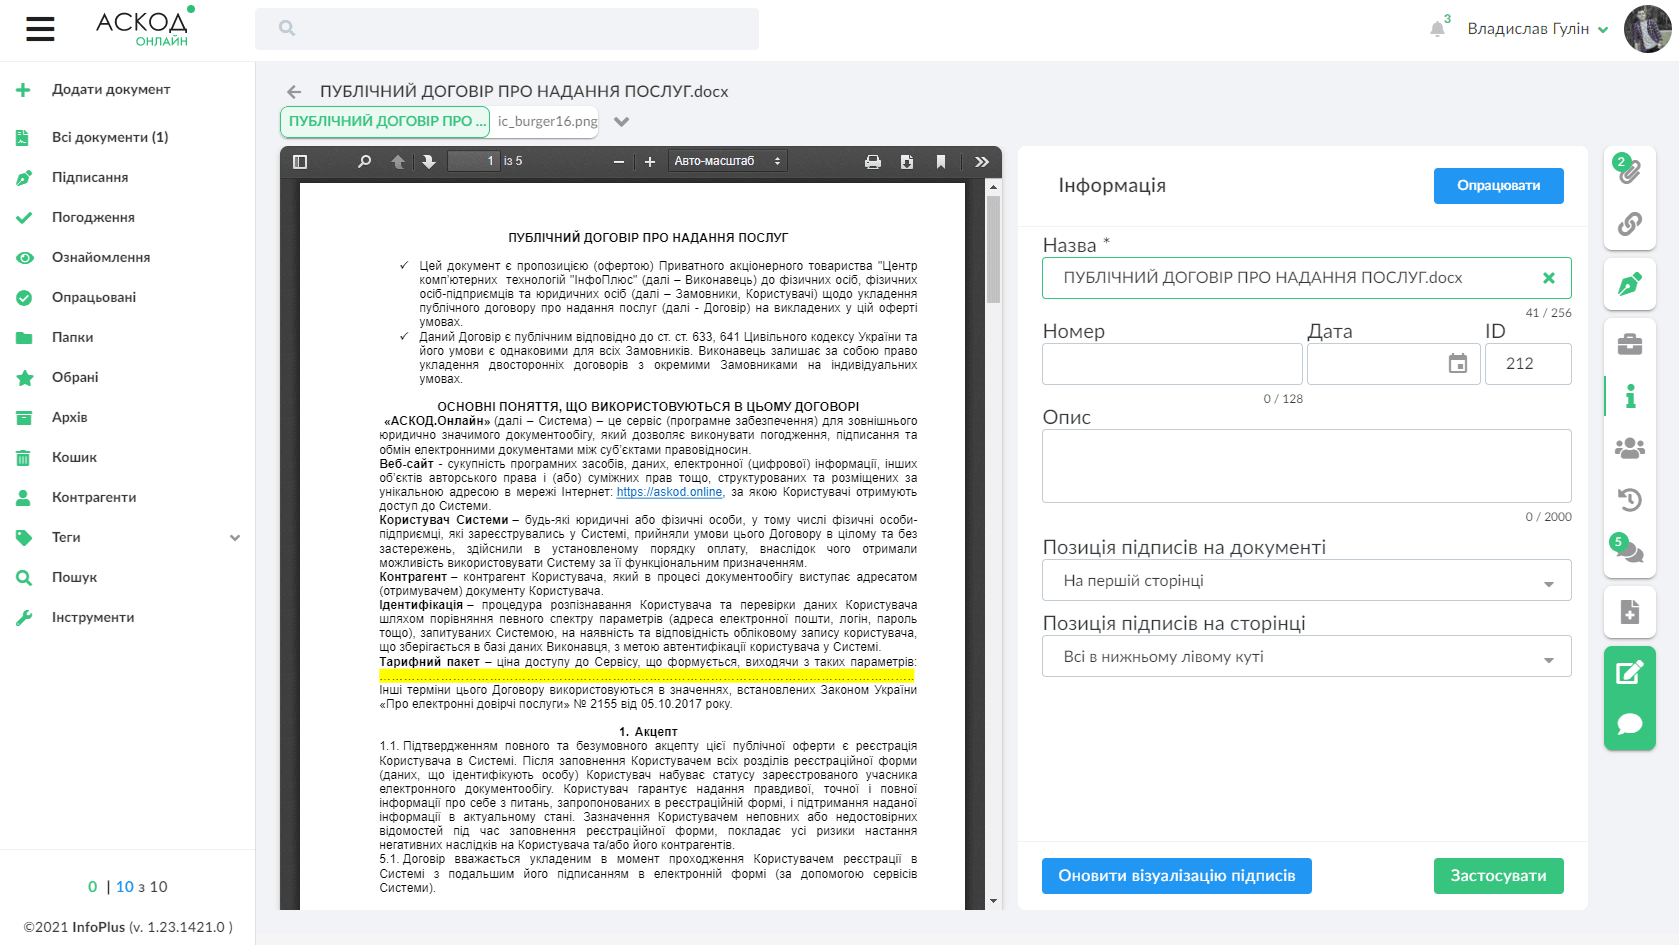 АСКОД
ОНЛАЙН
3
Владислав Гулін
Додати документ
Всі документи (1)
Підписання
Погодження
Ознайомлення
Опрацьовані
Папки
Обрані
Архів
Кошик
Контрагенти
Теги
Пошук
Інструменти
0 | 10 з 10
©2021 InfoPlus (v. 1.23.1421.0 )
ПУБЛІЧНИЙ ДОГОВІР ПРО НАДАННЯ ПОСЛУГ.docx
ПУБЛІЧНИЙ ДОГОВІР ПРО ...
ic_burger16.png
1 із 5
Авто-масштаб
ПУБЛІЧНИЙ ДОГОВІР ПРО НАДАННЯ ПОСЛУГ
✓ Цей документ є пропозицією (офертою) Приватного акціонерного товариства "Центр
комп'ютерних технологій "ІнфоПлюс" (далі – Виконавець) до фізичних осіб, фізичних
осіб-підприємців та юридичних осіб (далі – Замовники, Користувачі) щодо укладення
публічного договору про надання послуг (далі - Договір) на викладених у цій оферті
умовах.
✓ Даний Договір є публічним відповідно до ст. ст. 633, 641 Цивільного кодексу України та
його умови є однаковими для всіх Замовників. Виконавець залишає за собою право
укладення двосторонніх договорів з окремими Замовниками на індивідуальних
умовах.
ОСНОВНІ ПОНЯТТЯ, ЩО ВИКОРИСТОВУЮТЬСЯ В ЦЬОМУ ДОГОВОРІ
«АСКОД.Онлайн» (далі – Система) – це сервіс (програмне забезпечення) для зовнішнього
юридично значимого документообігу, який дозволяє виконувати погодження, підписання та
обмін електронними документами між суб'єктами правовідносин.
Веб-сайт - сукупність програмних засобів, даних, електронної (цифрової) інформації, інших
об'єктів авторського права і (або) суміжних прав тощо, структурованих та розміщених за
унікальною адресою в мережі Інтернет: https://askod.online, за якою Користувачі отримують
доступ до Системи.
Користувач Системи – будь-які юридичні або фізичні особи, у тому числі фізичні особи-
підприємці, які зареєструвались у Системі, прийняли умови цього Договору в цілому та без
застережень, здійснили в установленому порядку оплату, внаслідок чого отримали
можливість використовувати Систему за її функціональним призначенням.
Контрагент – контрагент Користувача, який в процесі документообігу виступає адресатом
(отримувачем) документу Користувача.
Ідентифікація – процедура розпізнавання Користувача та перевірки даних Користувача
шляхом порівняння певного спектру параметрів (адреса електронної пошти, логін, пароль
тощо), запитуваних Системою, на наявність та відповідність обліковому запису користувача,
що зберігається в базі даних Виконавця, з метою автентифікації користувача у Системі.
Тарифний пакет – ціна доступу до Сервісу, що формується, виходячи з таких параметрів:
Інші терміни цього Договору використовуються в значеннях, встановлених Законом України
«Про електронні довірчі послуги» № 2155 від 05.10.2017 року.
1. Акцепт
1.1. Підтвердженням повного та безумовного акцепту цієї публічної оферти є реєстрація
Користувача в Системі. Після заповнення Користувачем всіх розділів реєстраційної форми
(даних, що ідентифікують особу) Користувач набуває статусу зареєстрованого учасника
електронного документообігу. Користувач гарантує надання правдивої, точної і повної
інформації про себе з питань, запропонованих в реєстраційній формі, і підтримання наданої
інформації в актуальному стані. Зазначення Користувачем неповних або недостовірних
відомостей під час заповнення реєстраційної форми, покладає усі ризики настання
негативних наслідків на Користувача та/або його контрагентів.
5.1. Договір вважається укладеним в момент проходження Користувачем реєстрації в
Системі з подальшим його підписанням в електронній формі (за допомогою сервісів
Системи).
Інформація
Опрацювати
Назва *
ПУБЛІЧНИЙ ДОГОВІР ПРО НАДАННЯ ПОСЛУГ.docx
41 / 256
Номер
Дата
ID
212
0 / 128
Опис
0 / 2000
Позиція підписів на документі
На першій сторінці
Позиція підписів на сторінці
Всі в нижньому лівому куті
Оновити візуалізацію підписів
Застосувати
2
5